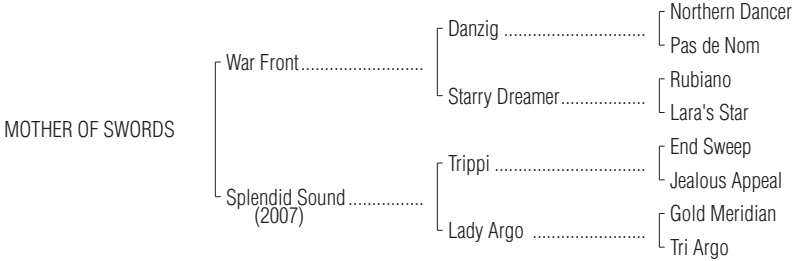 Northern Dancer
Danzig ..............................
Pas de Nom
War Front..........................
Rubiano
Starry Dreamer..................
Lara's Star
MOTHER OF SWORDS
End Sweep
Trippi ................................
Jealous Appeal
Splendid Sound................
(2007)
Gold Meridian
Lady Argo ........................
Tri Argo